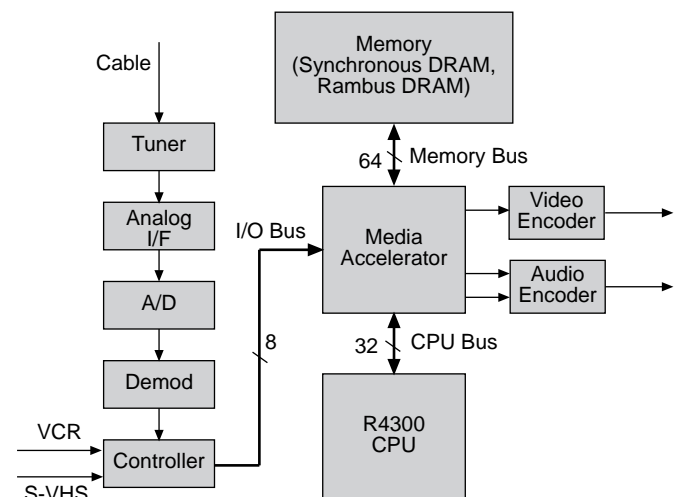 Cable
Tuner
Analog
I/F
A/D
Demod
VCR
Controller
S-VHS
I/O Bus
8
Memory
(Synchronous DRAM,
Rambus DRAM)
64
Memory Bus
Media
Accelerator
Video
Encoder
Audio
Encoder
32
CPU Bus
R4300
CPU